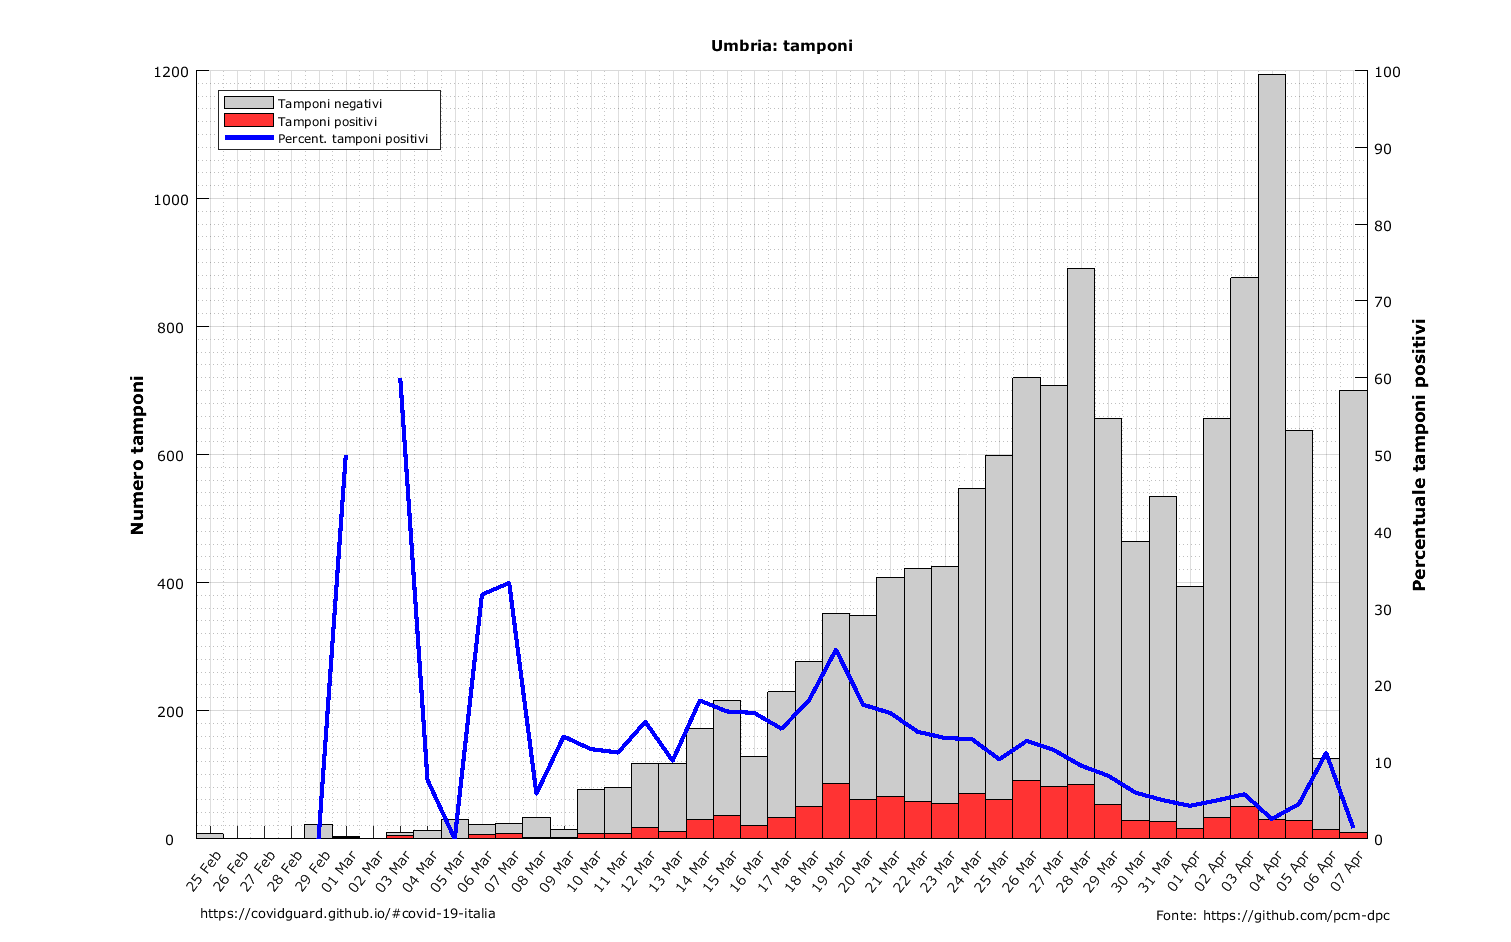 Umbria: tamponi
Tamponi negativi
Tamponi positivi
Percent. tamponi positivi
Numero tamponi
0
200
400
600
800
1000
1200
Percentuale tamponi positivi
0
10
20
30
40
50
60
70
80
90
100
25 Feb
26 Feb
27 Feb
28 Feb
29 Feb
01 Mar
02 Mar
03 Mar
04 Mar
05 Mar
06 Mar
07 Mar
08 Mar
09 Mar
10 Mar
11 Mar
12 Mar
13 Mar
14 Mar
15 Mar
16 Mar
17 Mar
18 Mar
19 Mar
20 Mar
21 Mar
22 Mar
23 Mar
24 Mar
25 Mar
26 Mar
27 Mar
28 Mar
29 Mar
30 Mar
31 Mar
01 Apr
02 Apr
03 Apr
04 Apr
05 Apr
06 Apr
07 Apr
https://covidguard.github.io/#covid-19-italia
Fonte: https://github.com/pcm-dpc